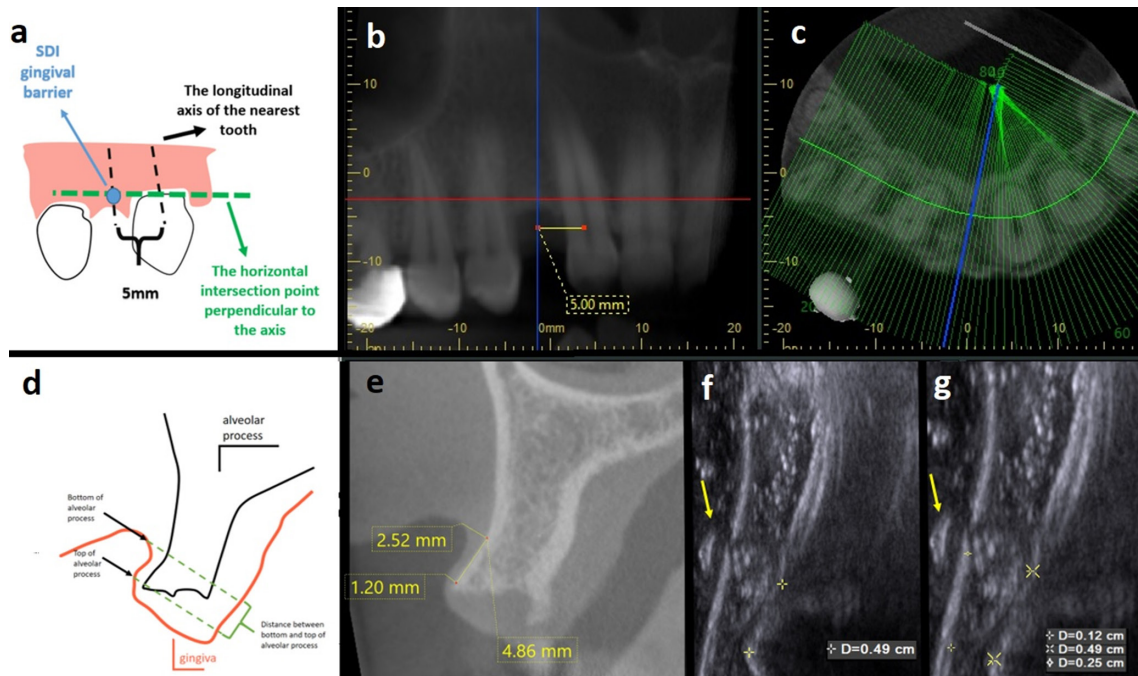 a
SDI
gingival
barrier
The longitudinal
axis of the nearest
tooth
5mm
The horizontal
intersection point
perpendicular to
the axis
b
10
0
-10
-20
-10
0mm
10
20
5.00 mm
c
80
10
0
-10
-20
-10
0
10
20
60
d
alveolar
process
Bottom of
alveolar
process
Top of
alveolar
process
Distance between
bottom and top of
alveolar process
gingiva
e
2.52 mm
1.20 mm
4.86 mm
f
D=0.49 cm
g
D=0.12 cm
D=0.49 cm
D=0.25 cm